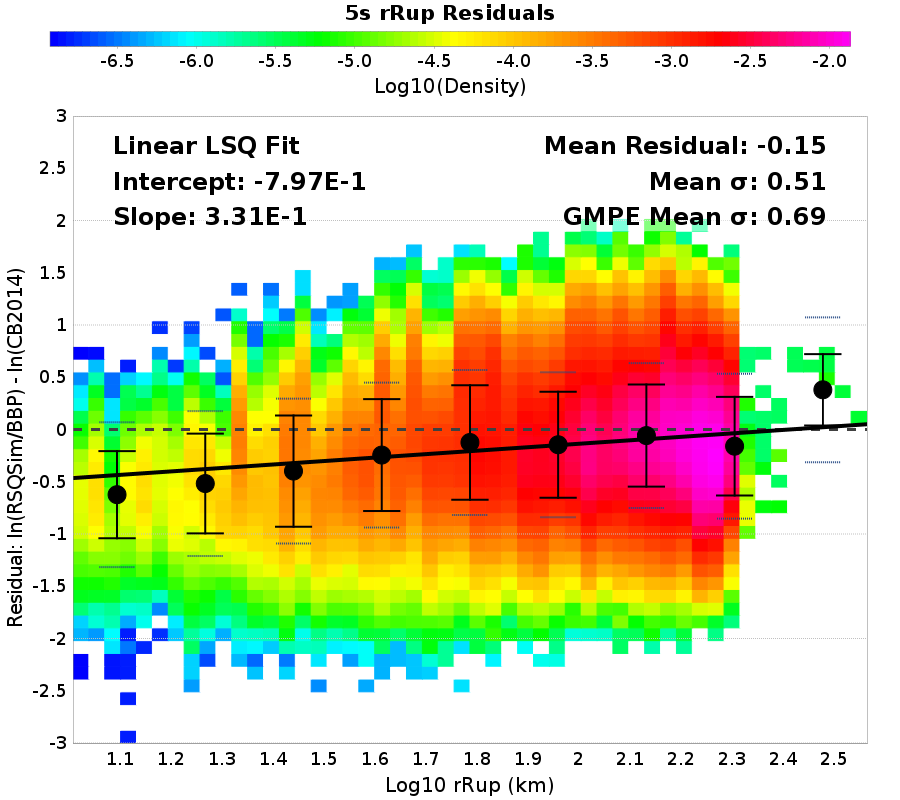 5s rRup Residuals
-6.5 -6.0 -5.5 -5.0 -4.5 -4.0 -3.5 -3.0 -2.5 -2.0
Log10(Density)
Linear LSQ Fit
Intercept: -7.97E-1
Slope: 3.31E-1
Mean Residual: -0.15
Mean σ: 0.51
GMPE Mean σ: 0.69
Residual: ln(RSQSim/BBP) - ln(CB2014)
3
2.5
2
1.5
1
0.5
0
-0.5
-1
-1.5
-2
-2.5
-3
1.1 1.2 1.3 1.4 1.5 1.6 1.7 1.8 1.9 2 2.1 2.2 2.3 2.4 2.5
Log10 rRup (km)